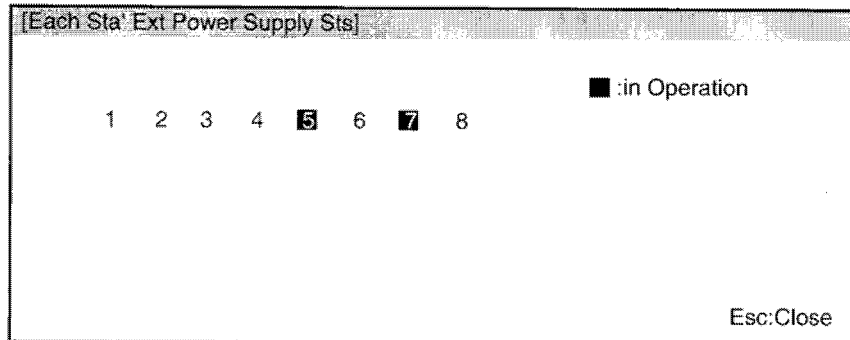 [Each Sta' Ext Power Supply Sts]
■ :in Operation
1 2 3 4 5 6 7 8
Esc:Close